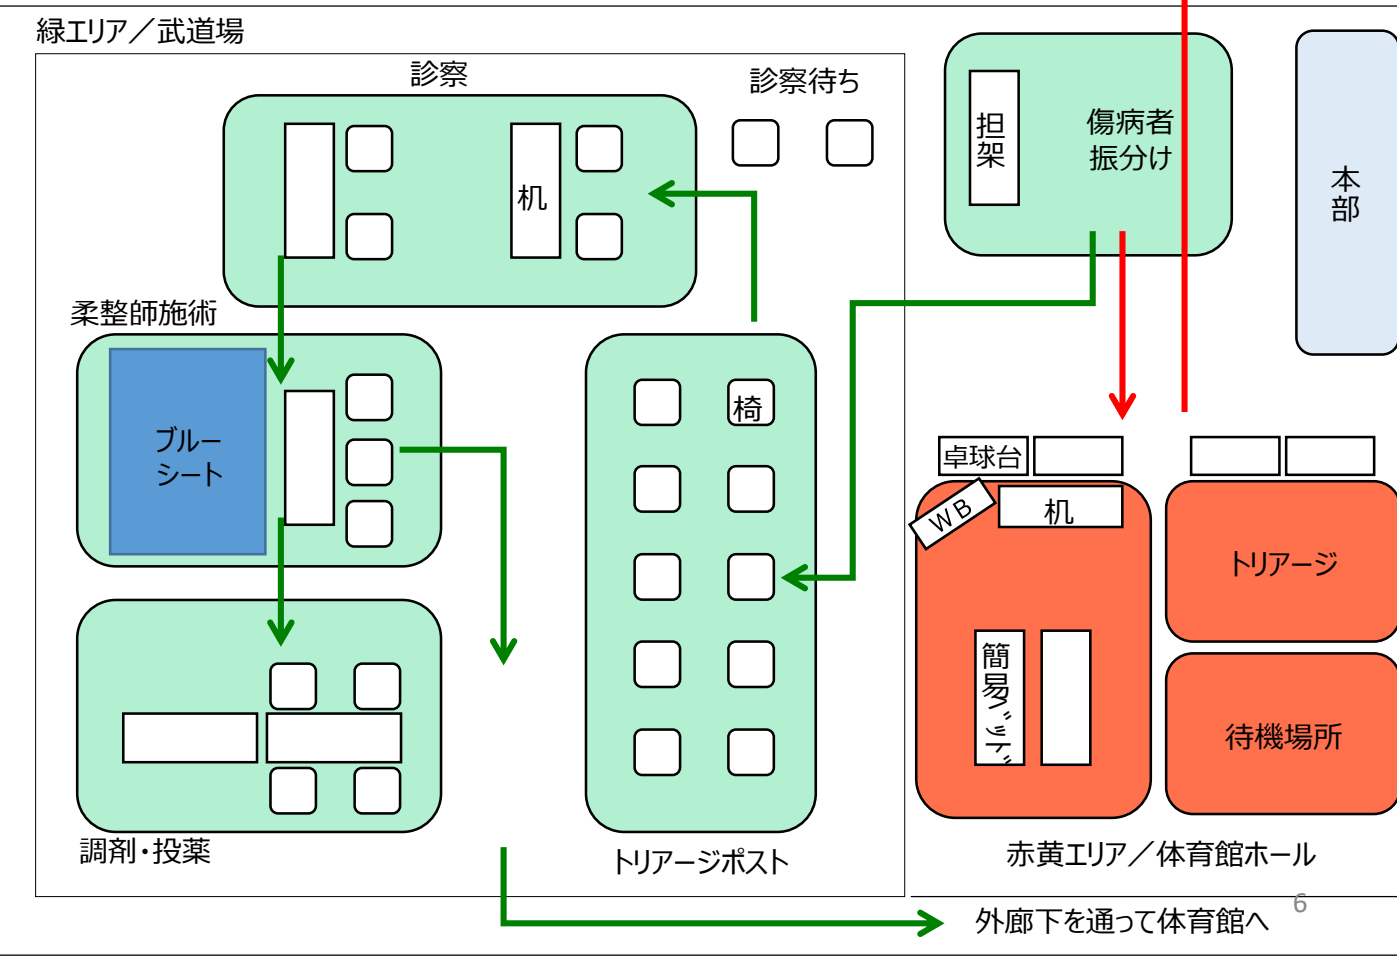 緑エリア／武道場
診察
診察待ち
机
担架
傷病者
振分け
本部
柔整師施術
ブルー
シート
椅
卓球台
WB
机
トリアージ
簡易ベッド
待機場所
調剤・投薬
トリアージポスト
赤黄エリア／体育館ホール
外廊下を通って体育館へ
6